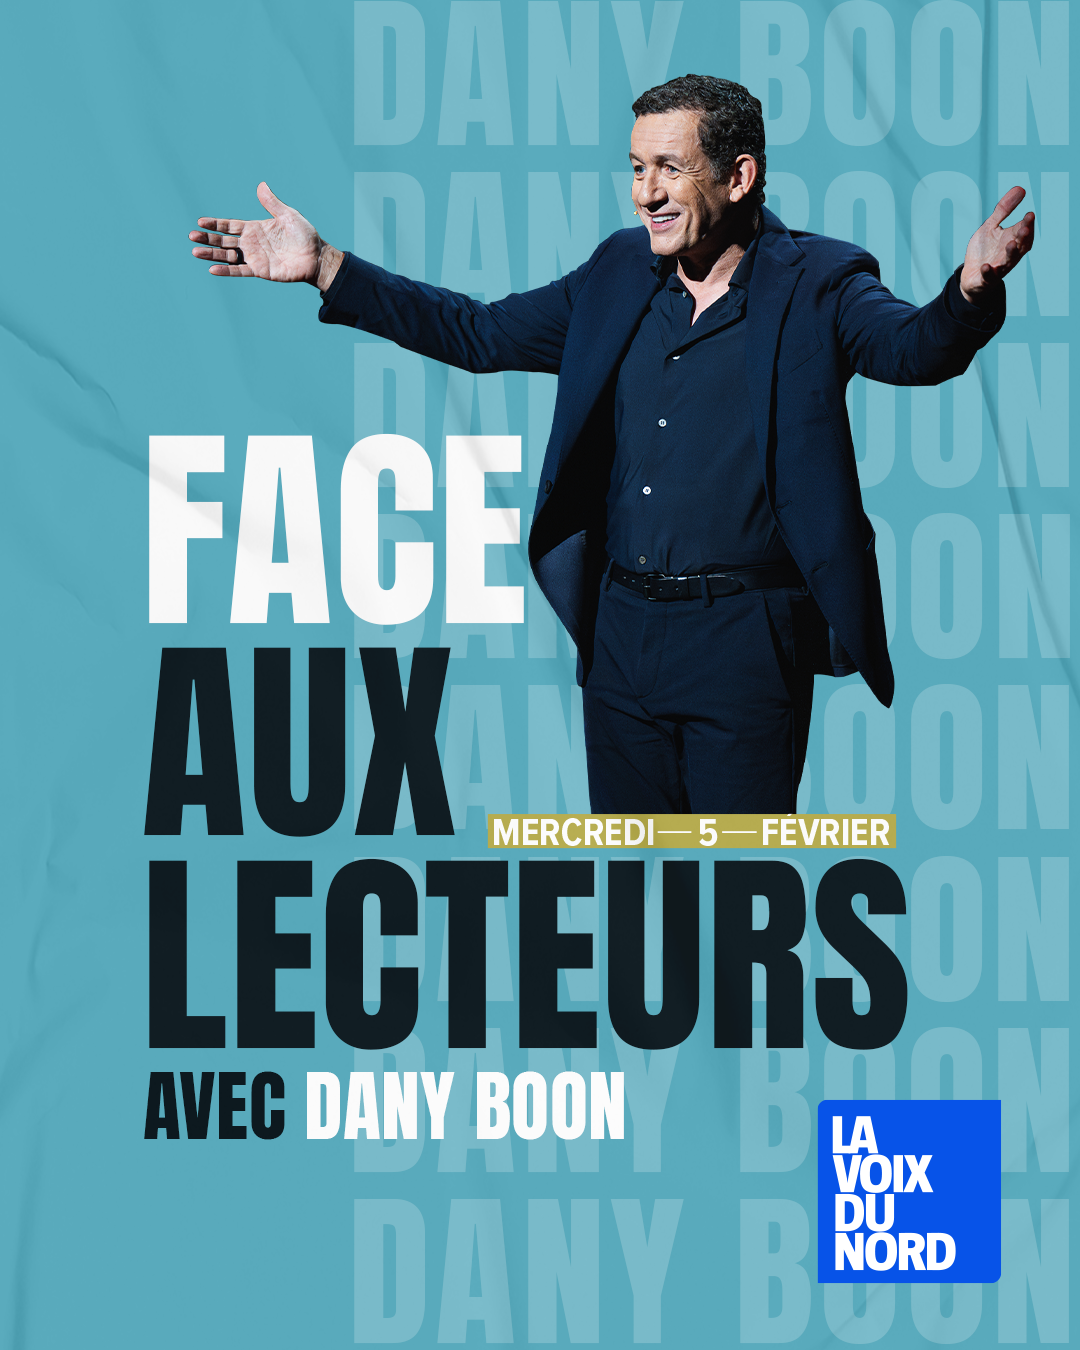 DANY BOON
DANY BOON
DANY BOON
DANY BOON
DANY BOON
DANY BOON
DANY BOON
DANY BOON
FACE
AUX
MERCREDI — 5 — FÉVRIER
LECTEURS
AVEC DANY BOON
LA
VOIX
DU
NORD